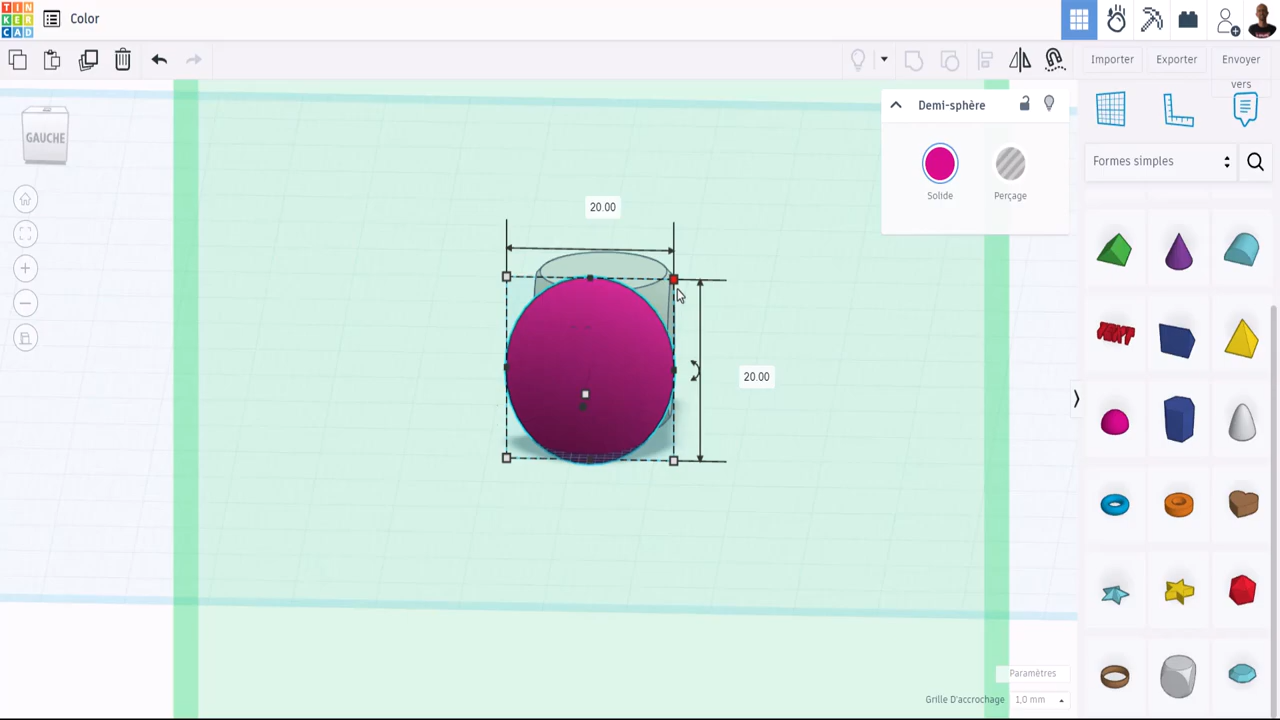 TIN
KER
CAD
Color
Importer
Exporter
Envoyer
vers
GAUCHE
Demi-sphère
Solide
Perçage
Formes simples
20.00
20.00
TEXT
Paramètres
Grille D'accrochage
1,0 mm